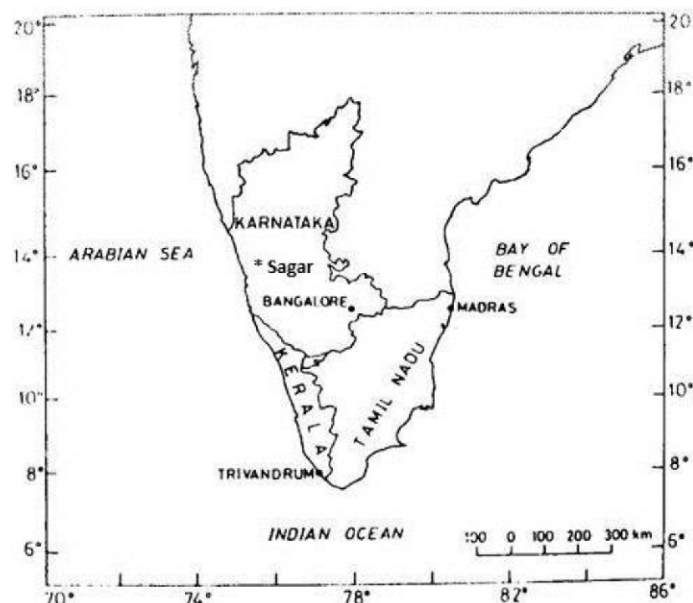 20°
20°
18°
18°
KARNATAKA
16°
16°
ARABIAN SEA
14°
* Sagar
BAY OF
BENGAL
14°
BANGALORE
MADRAS
12°
12°
KERALA
TAMIL NADU
10°
10°
8°
TRIVANDRUM
8°
INDIAN OCEAN
100 0 100 300 km
6°
6°
70° 74° 78° 82° 86°